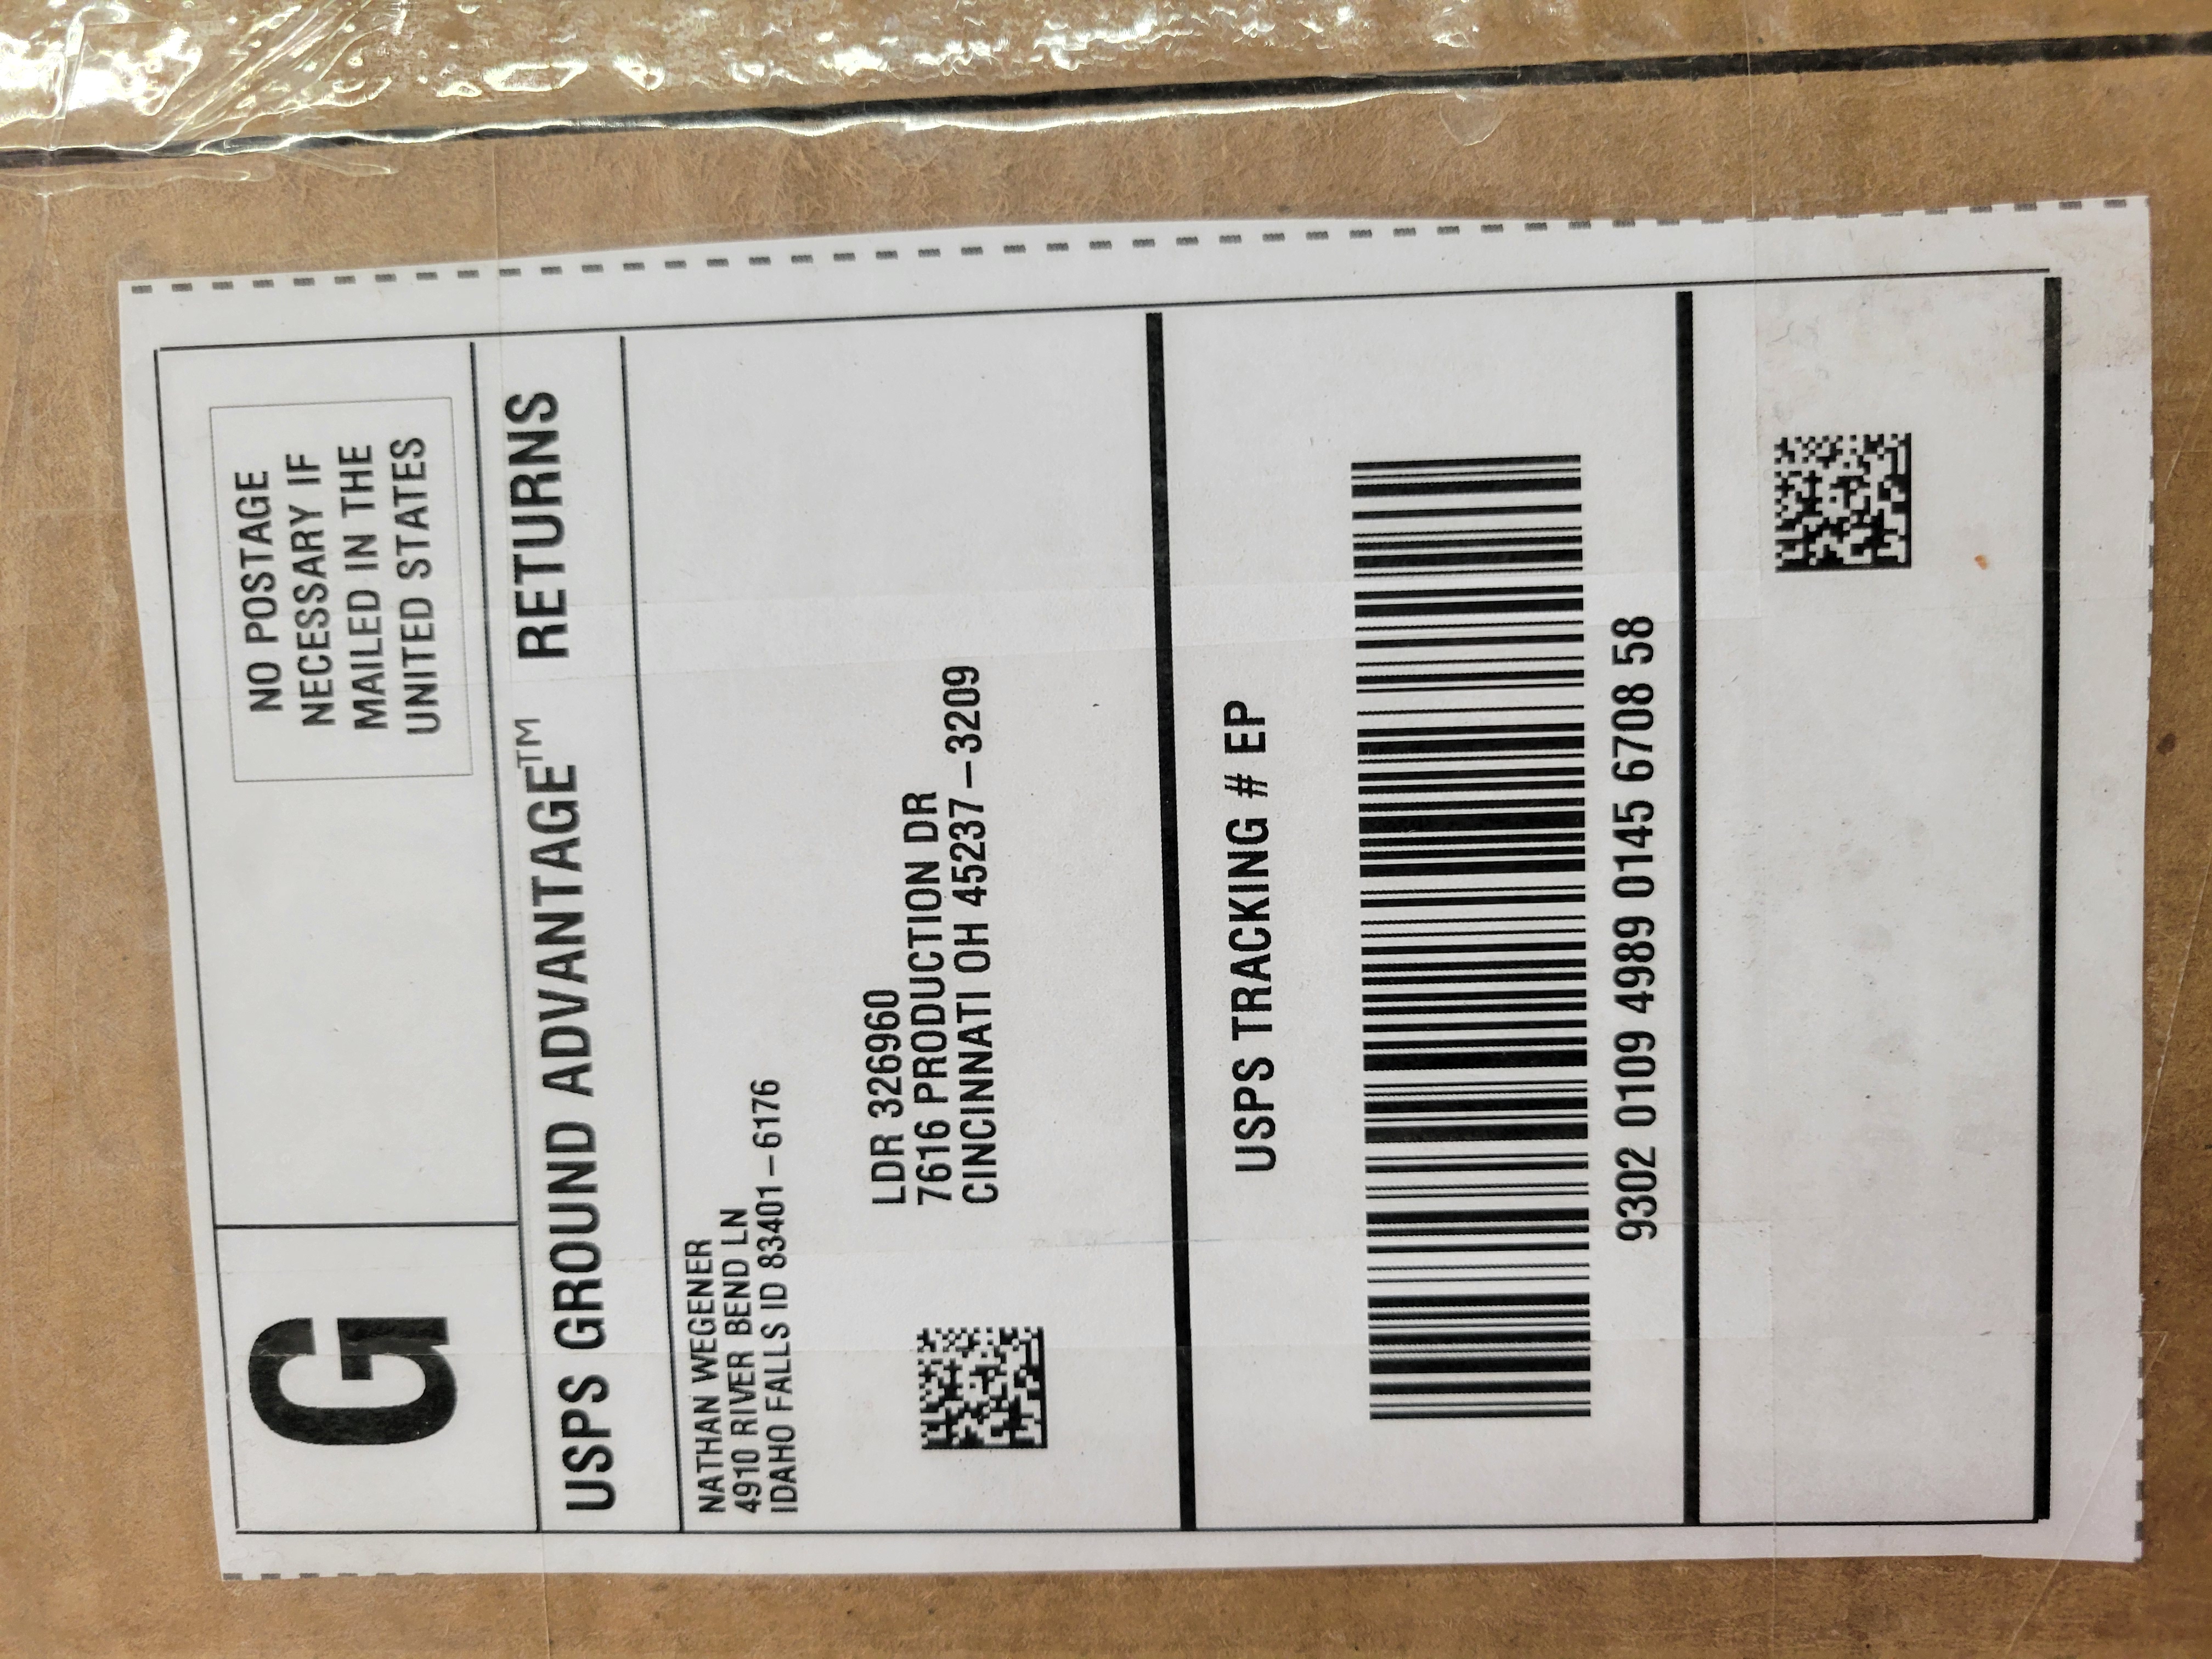 G
NO POSTAGE
NECESSARY IF
MAILED IN THE
UNITED STATES
USPS GROUND ADVANTAGE™ RETURNS
NATHAN WEGENER
4910 RIVER BEND LN
IDAHO FALLS ID 83401-6176
LDR 326960
7616 PRODUCTION DR
CINCINNATI OH 45237-3209
USPS TRACKING # EP
9302 0109 4989 0145 6708 58